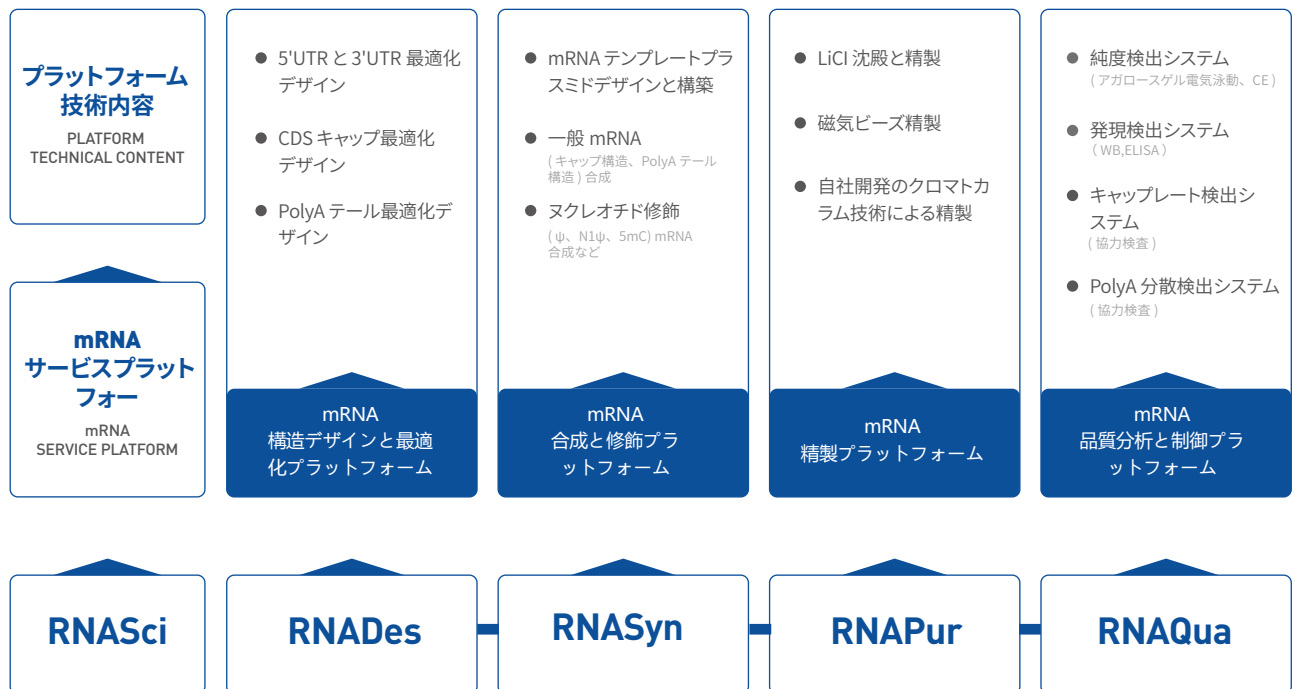 プラットフォーム
技術内容
PLATFORM
TECHNICAL CONTENT
● 5'UTR と 3'UTR 最適化
デザイン
● CDS キャップ最適化
デザイン
● PolyA テール最適化デ
ザイン
● mRNA テンプレートプラ
スミドデザインと構築
● 一般 mRNA
( キャップ構造、PolyA テール
構造 ) 合成
● ヌクレオチド修飾
( ψ、N1ψ、5mC) mRNA
合成など
● LiCI 沈殿と精製
● 磁気ビーズ精製
● 自社開発のクロマトカ
ラム技術による精製
● 純度検出システム
( アガロースゲル電気泳動、CE )
● 発現検出システム
（ WB,ELISA ）
● キャップレート検出シ
ステム
( 協力検査 )
● PolyA 分散検出システム
( 協力検査 )
mRNA
サービスプラット
フォー
mRNA
SERVICE PLATFORM
mRNA
構造デザインと最適
化プラットフォーム
mRNA
合成と修飾プラ
ットフォーム
mRNA
精製プラットフォーム
mRNA
品質分析と制御プラ
ットフォーム
RNASci
RNADes
RNASyn
RNAPur
RNAQua